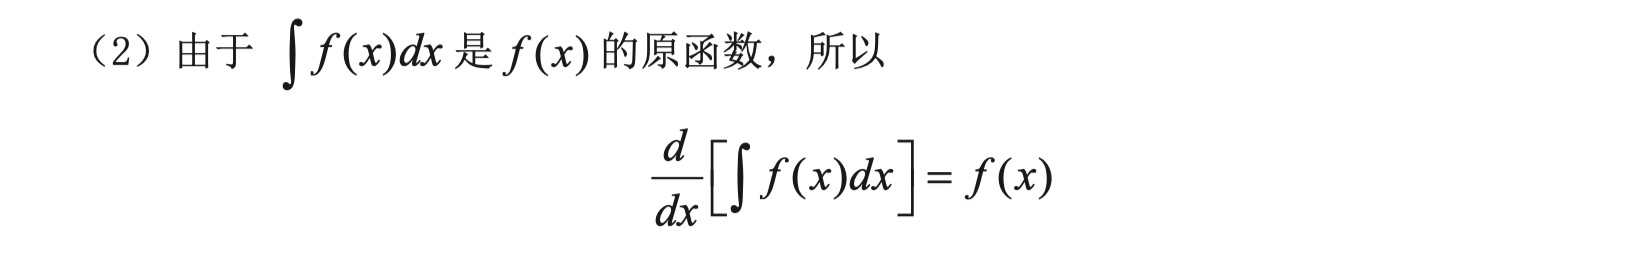 （2）由于 ∫f(x)dx 是 f(x) 的原函数，所以
d/dx[∫f(x)dx] = f(x)